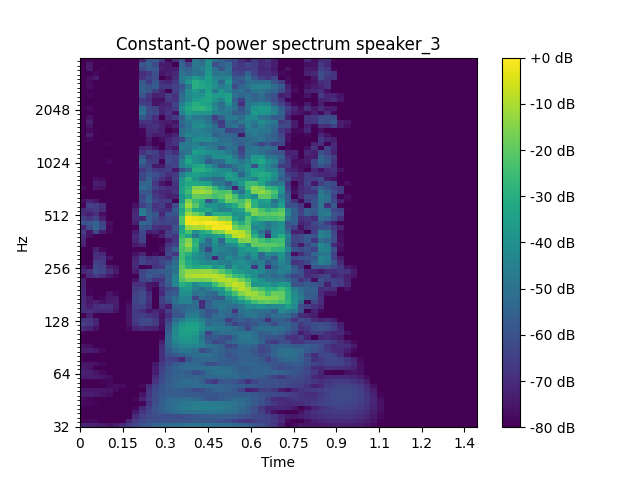 Constant-Q power spectrum speaker_3
+0 dB
-10 dB
-20 dB
-30 dB
-40 dB
-50 dB
-60 dB
-70 dB
-80 dB
2048
1024
512
256
128
64
32
Hz
0 0.15 0.3 0.45 0.6 0.75 0.9 1.1 1.2 1.4
Time